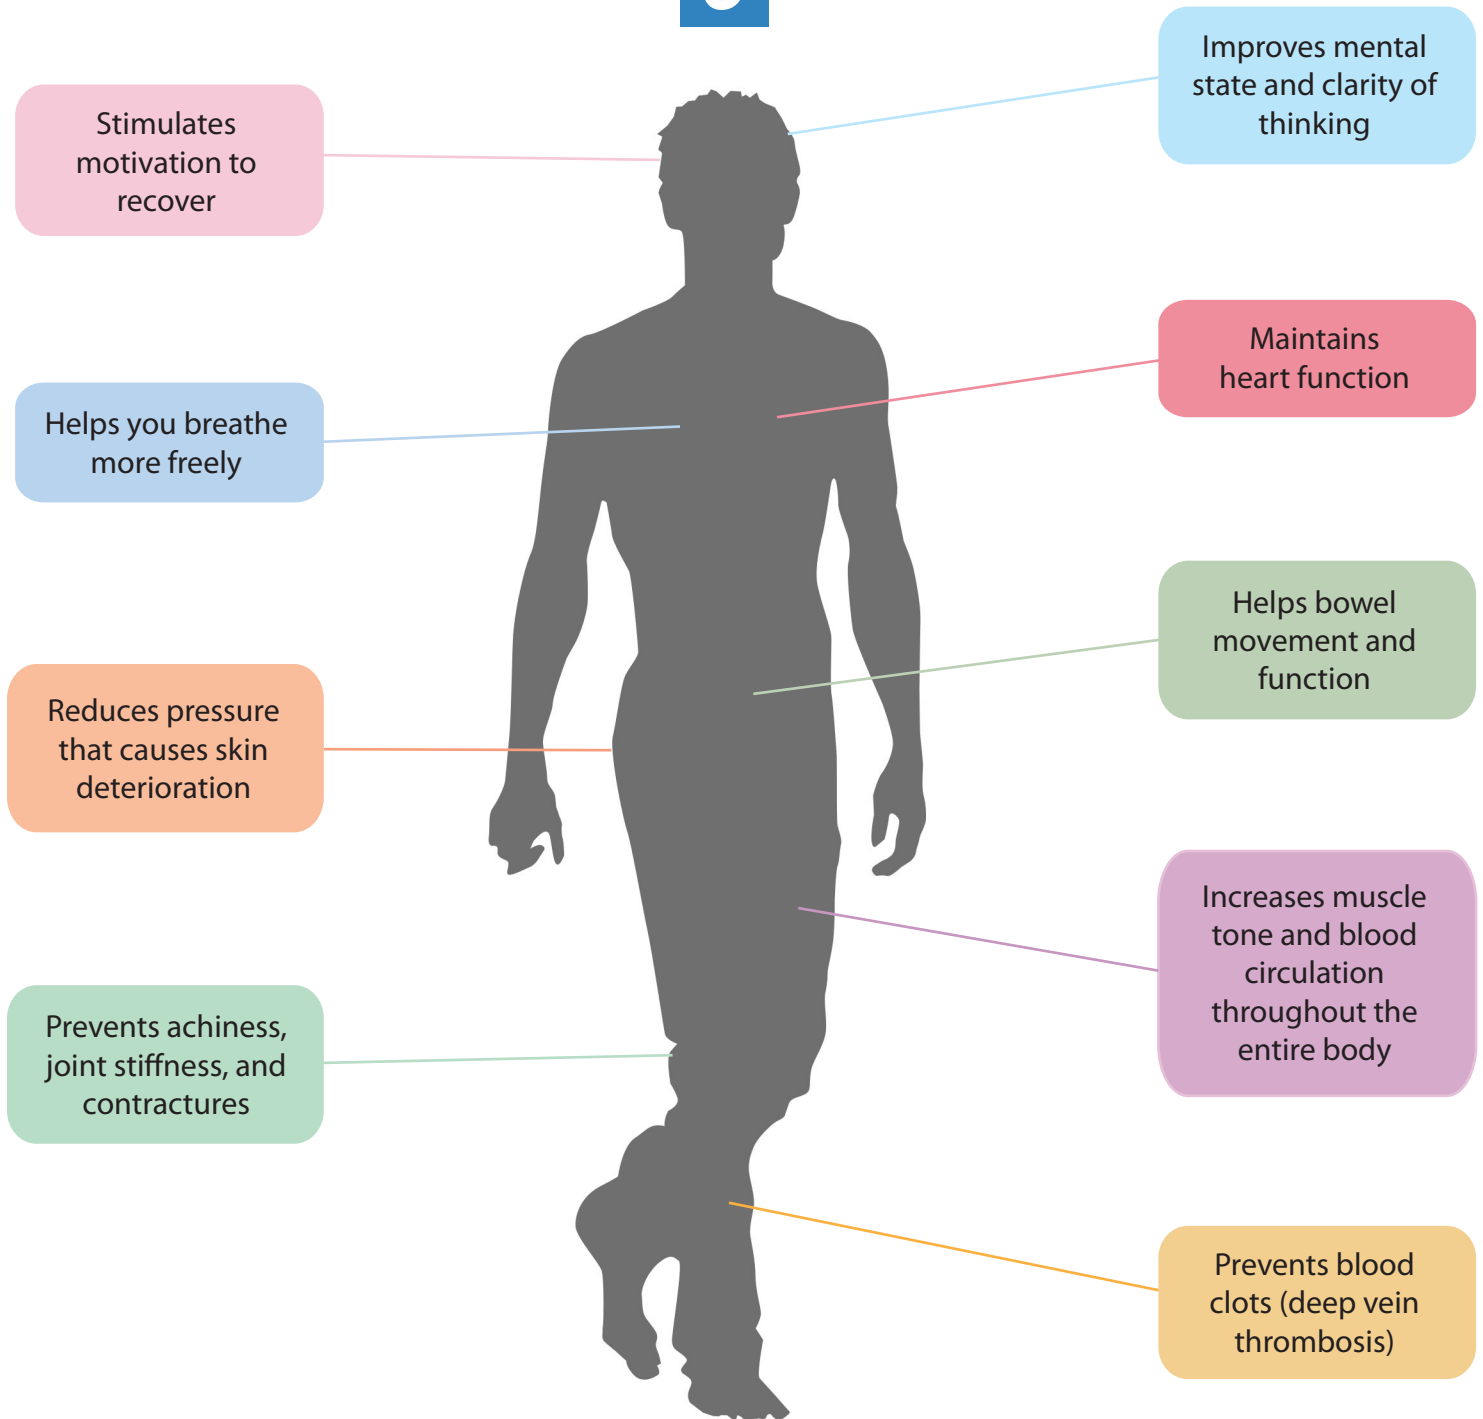 Improves mental
state and clarity of
thinking
Stimulates
motivation to
recover
Maintains
heart function
Helps you breathe
more freely
Helps bowel
movement and
function
Reduces pressure
that causes skin
deterioration
Increases muscle
tone and blood
circulation
throughout the
entire body
Prevents achiness,
joint stiffness, and
contractures
Prevents blood
clots (deep vein
thrombosis)